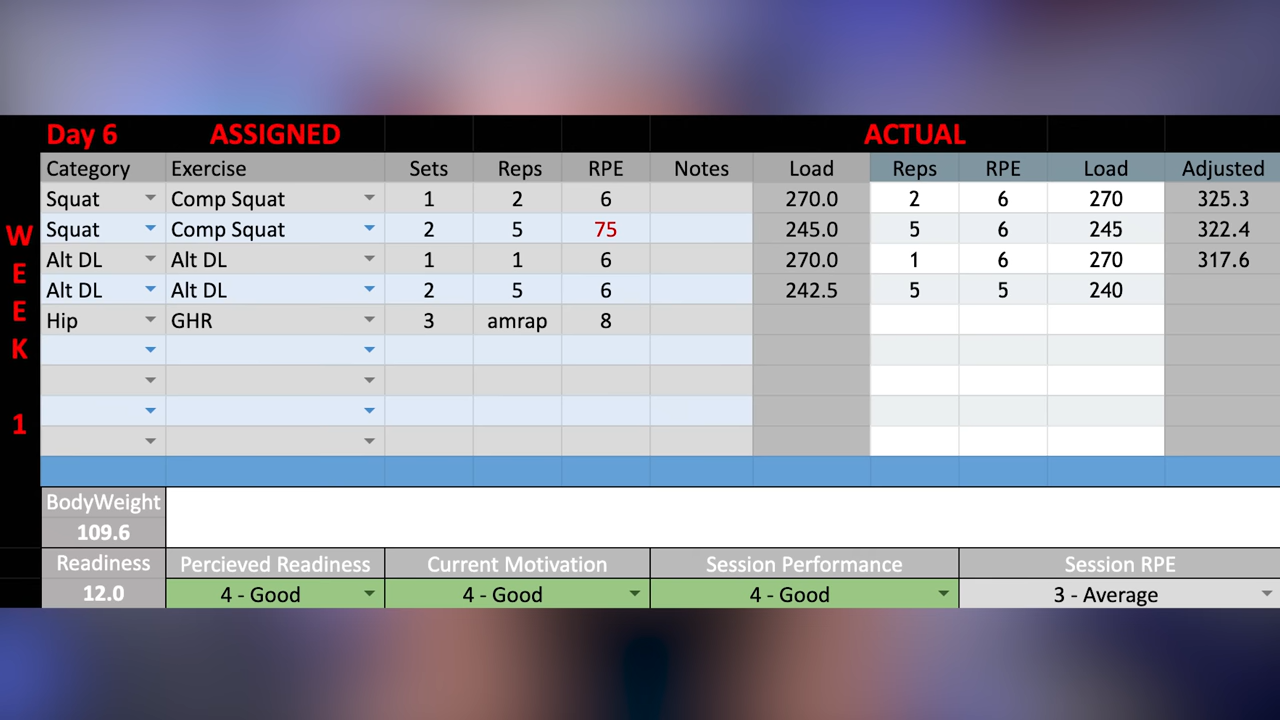 Day 6 ASSIGNED ACTUAL
Category Exercise Sets Reps RPE Notes Load Reps RPE Load Adjusted
Squat Comp Squat 1 2 6 270.0 2 6 270 325.3
Squat Comp Squat 2 5 75 245.0 5 6 245 322.4
Alt DL Alt DL 1 1 6 270.0 1 6 270 317.6
Alt DL Alt DL 2 5 6 242.5 5 5 240
Hip GHR 3 amrap 8
WEEK 1
BodyWeight
109.6
Readiness Percieved Readiness Current Motivation Session Performance Session RPE
12.0 4 - Good 4 - Good 4 - Good 3 - Average